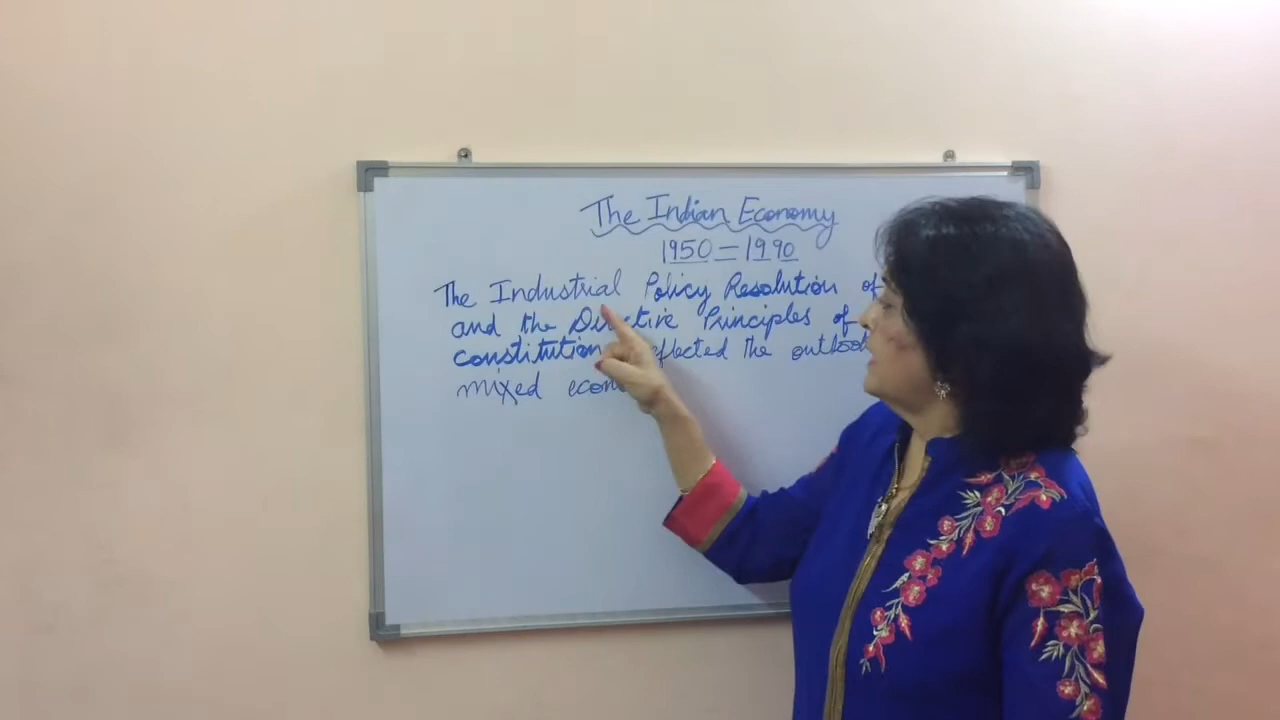 The Indian Economy
1950 = 1990
The Industrial Policy Resolution of
and the Directive Principles of
constitution reflected the outlook
mixed